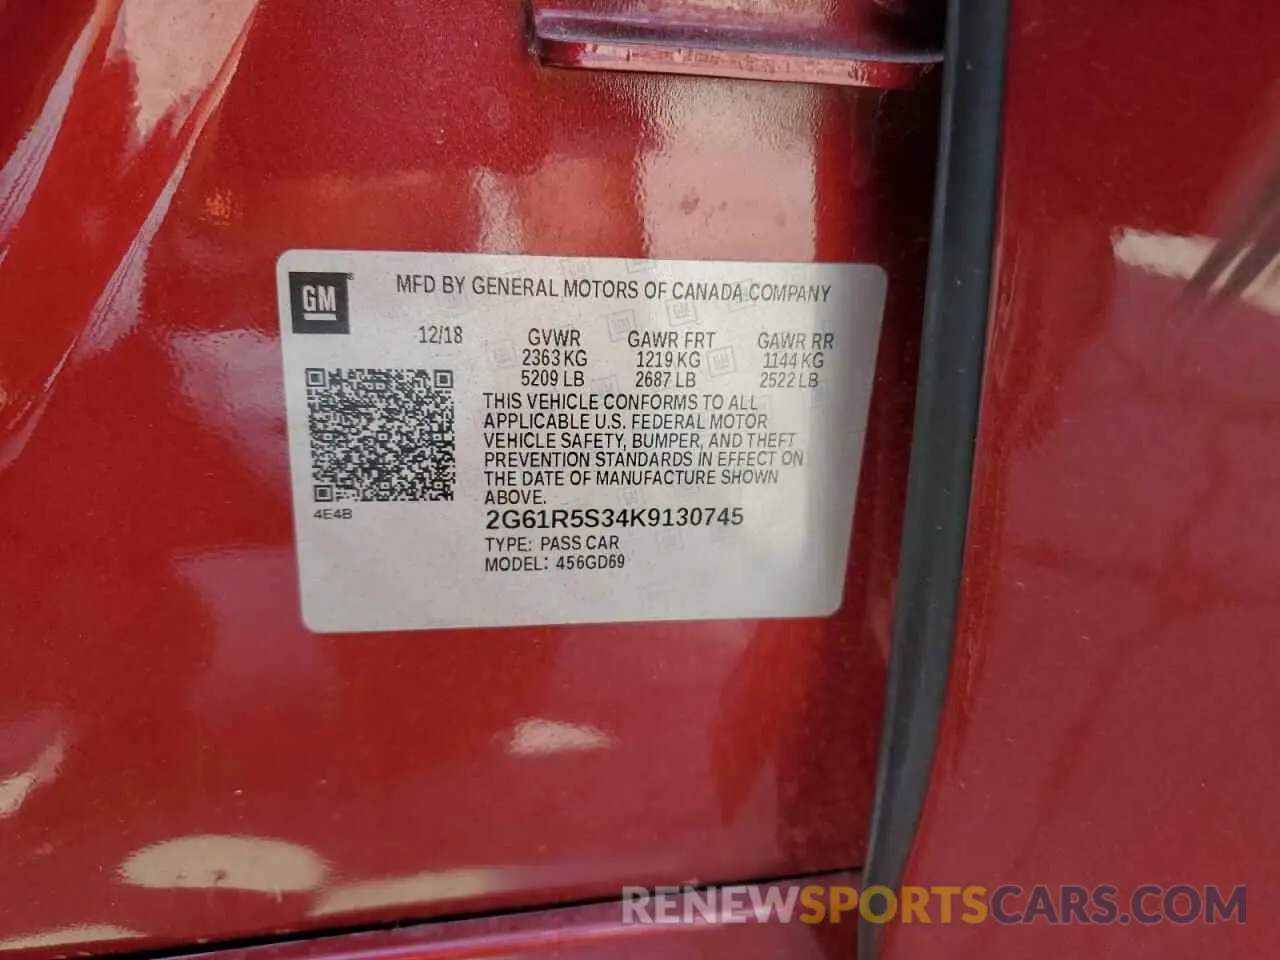 GM
MFD BY GENERAL MOTORS OF CANADA COMPANY
12/18 GVWR GAWR FRT GAWR RR
2363 KG 1219 KG 1144 KG
5209 LB 2687 LB 2522 LB
THIS VEHICLE CONFORMS TO ALL
APPLICABLE U.S. FEDERAL MOTOR
VEHICLE SAFETY, BUMPER, AND THEFT
PREVENTION STANDARDS IN EFFECT ON
THE DATE OF MANUFACTURE SHOWN
ABOVE.
4E4B
2G61R5S34K9130745
TYPE: PASS CAR
MODEL: 456GD69
RENEWSPORTSCARS.COM